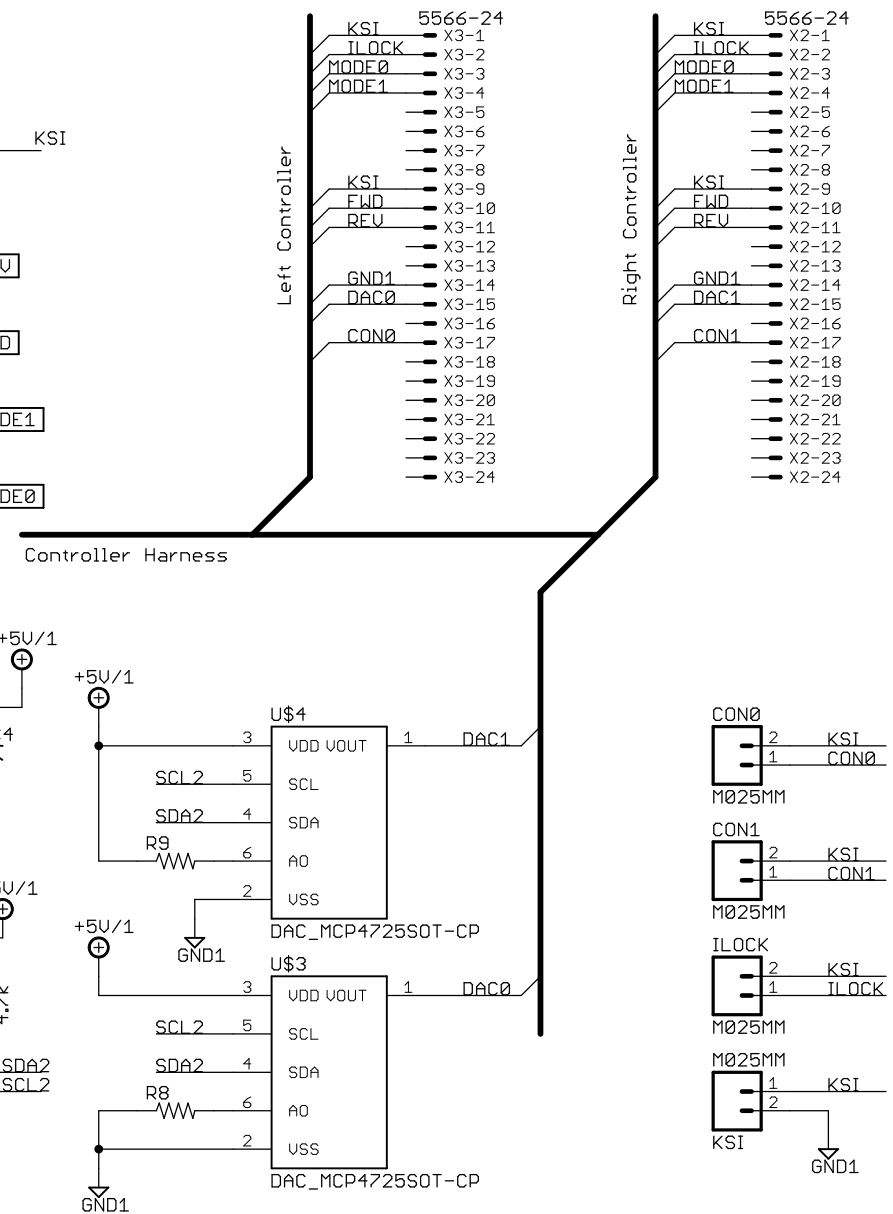 5566-24
KSI X3-1
ILOCK X3-2
MODE0 X3-3
MODE1 X3-4
X3-5
X3-6
X3-7
X3-8
KSI X3-9
FWD X3-10
REV X3-11
X3-12
X3-13
GND1 X3-14
DAC0 X3-15
X3-16
CON0 X3-17
X3-18
X3-19
X3-20
X3-21
X3-22
X3-23
X3-24
Left Controller
5566-24
KSI X2-1
ILOCK X2-2
MODE0 X2-3
MODE1 X2-4
X2-5
X2-6
X2-7
X2-8
KSI X2-9
FWD X2-10
REV X2-11
X2-12
X2-13
GND1 X2-14
DAC1 X2-15
X2-16
CON1 X2-17
X2-18
X2-19
X2-20
X2-21
X2-22
X2-23
X2-24
Right Controller
KSI
V
D
DE1
DE0
Controller Harness
+5V/1
+5V/1
U$4
3 VDD VOUT 1 DAC1
SCL2 5 SCL
SDA2 4 SDA
R9 6 A0
2 VSS
GND1
DAC_MCP4725SOT-CP
V/1
+5V/1
U$3
3 VDD VOUT 1 DAC0
SCL2 5 SCL
SDA2 4 SDA
R8 6 A0
2 VSS
GND1
DAC_MCP4725SOT-CP
4.7k
SDA2
SCL2
CON0
2 KSI
1 CON0
M025MM
CON1
2 KSI
1 CON1
M025MM
ILOCK
2 KSI
1 ILOCK
M025MM
M025MM
1 KSI
2
KSI
GND1